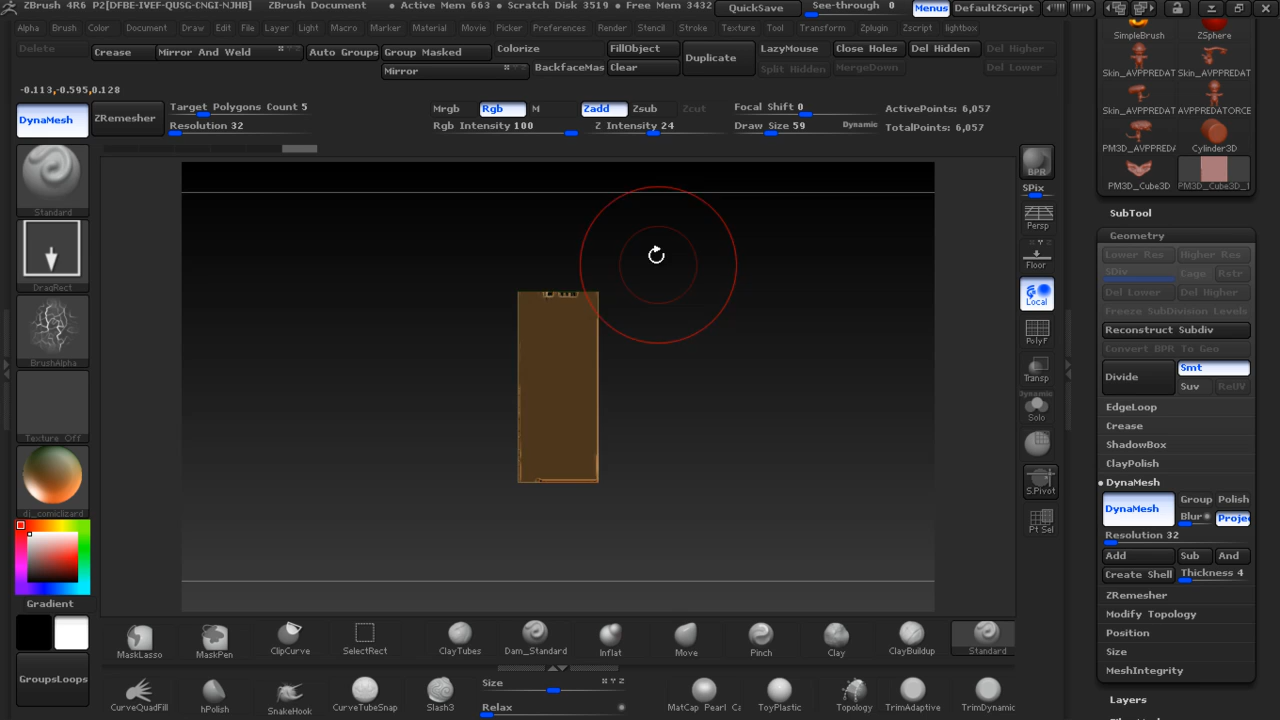 ZBrush 4R6 P2[DFBE-IVEF-QUSG-CNGI-NJHB] ZBrush Document • Active Mem 663 • Scratch Disk 3519 • Free Mem 3432 QuickSave See-through 0 Menus DefaultZScript
Alpha Brush Color Document Draw Edit File Layer Light Macro Marker Material Movie Picker Preferences Render Stencil Stroke Texture Tool Transform Zplugin Zscript lightbox
Delete Crease Mirror And Weld Auto Groups Group Masked Colorize FillObject LazyMouse Close Holes Del Hidden Del Higher
Mirror BackfaceMas Clear Duplicate Split Hidden MergeDown Del Lower
-0.113,-0.595,0.128
DynaMesh ZRemesher Target Polygons Count 5 Mrgb Rgb M Zadd Zsub Zcut Focal Shift 0 ActivePoints: 6,057
Resolution 32 Rgb Intensity 100 Z Intensity 24 Draw Size 59 Dynamic TotalPoints: 6,057
Standard
DragRect
BrushAlpha
Texture Off
dj_comiclizard
Gradient
GroupsLoops
BPR
SPix
Persp
Floor
Local
PolyF
Transp
Dynamic
Solo
S.Pivot
Pt Sel
SimpleBrush ZSphere
Skin_AVPPREDAT Skin_AVPPREDAT
Skin_AVPPREDAT AVPPREDATORCE
PM3D_AVPPREDA Cylinder3D
PM3D_Cube3D PM3D_Cube3D_1
SubTool
Geometry
Lower Res Higher Res
SDiv Cage Rstr
Del Lower Del Higher
Freeze SubDivision Levels
Reconstruct Subdiv
Convert BPR To Geo
Divide Smt
Suv ReUV
EdgeLoop
Crease
ShadowBox
ClayPolish
DynaMesh
DynaMesh Group Polish
Blur Projec
Resolution 32
Add Sub And
Create Shell Thickness 4
ZRemesher
Modify Topology
Position
Size
MeshIntegrity
Layers
MaskLasso MaskPen ClipCurve SelectRect ClayTubes Dam_Standard Inflat Move Pinch Clay ClayBuildup Standard
CurveQuadFill hPolish SnakeHook CurveTubeSnap Slash3 Size X Y Z MatCap Pearl Ca ToyPlastic Topology TrimAdaptive TrimDynamic
Relax